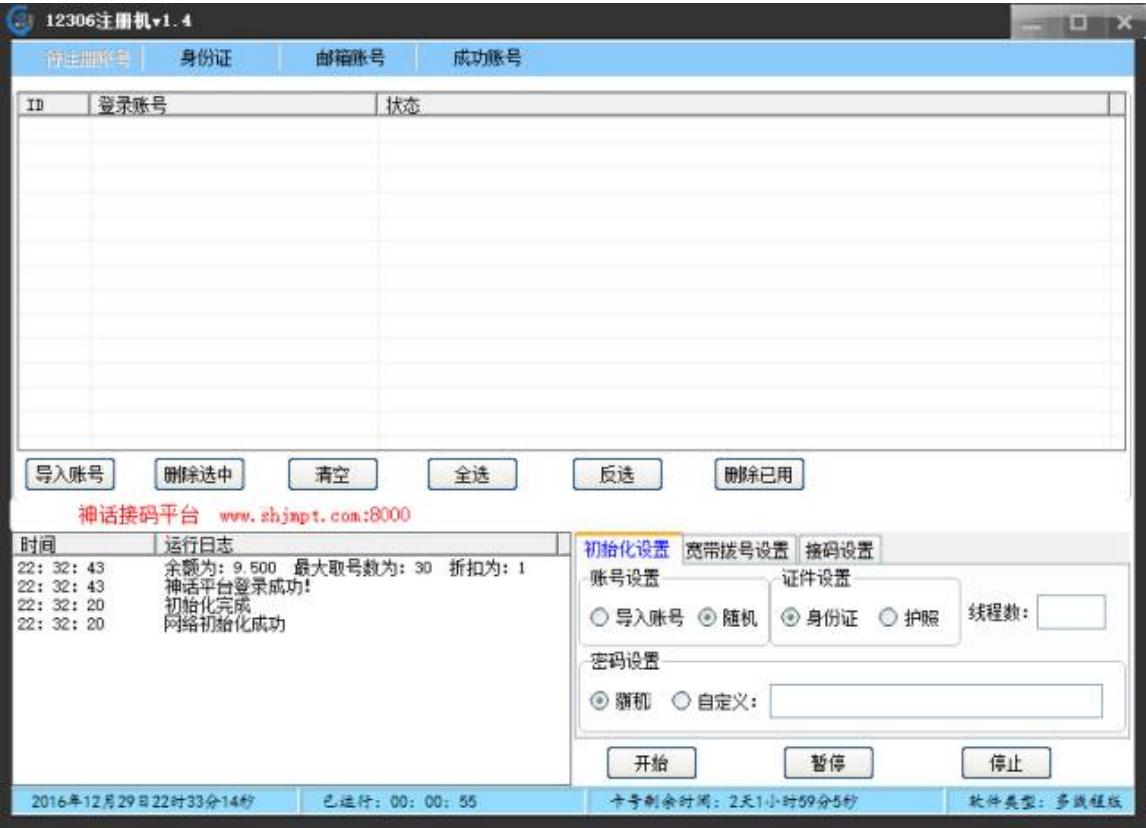 12306注册机v1.4
待注册账号 身份证 邮箱账号 成功账号
ID 登录账号 状态
导入账号 删除选中 清空 全选 反选 删除已用
神话接码平台 www.shjmpt.com:8000
时间 运行日志
22:32:43 余额为:9.500 最大取号数为:30 折扣为:1
22:32:43 神话平台登录成功!
22:32:20 初始化完成
22:32:20 网络初始化成功
初始化设置 宽带拨号设置 接码设置
账号设置 证件设置
导入账号 随机 身份证 护照 线程数:
密码设置
随机 自定义:
开始 暂停 停止
2016年12月29日22时33分14秒 已运行:00:00:55 卡号剩余时间:2天1小时59分5秒 软件类型:多线程版